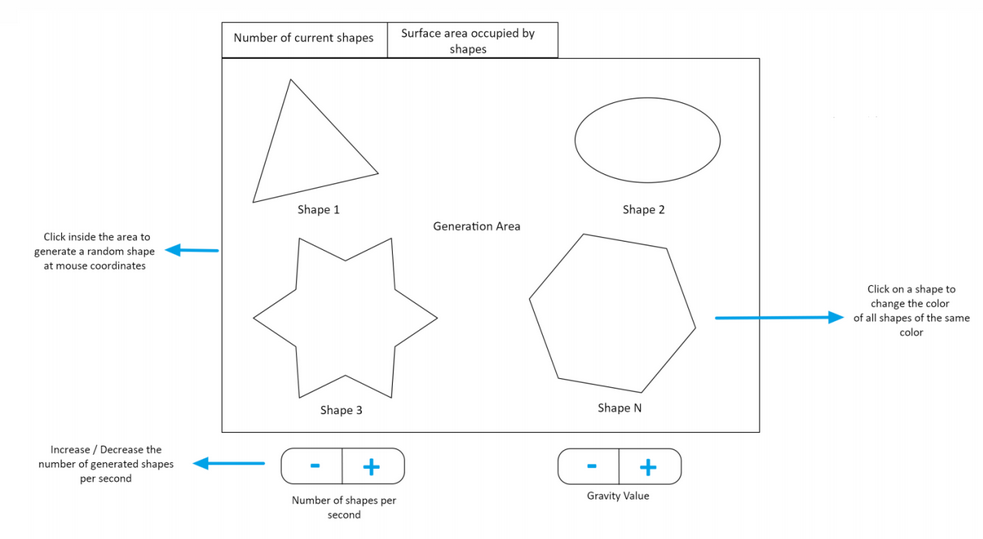 Number of current shapes
Surface area occupied by
shapes
Shape 1
Shape 2
Generation Area
Click inside the area to
generate a random shape
at mouse coordinates
Click on a shape to
change the color
of all shapes of the same
color
Shape 3
Shape N
Increase / Decrease the
number of generated shapes
per second
- +
Number of shapes per
second
- +
Gravity Value